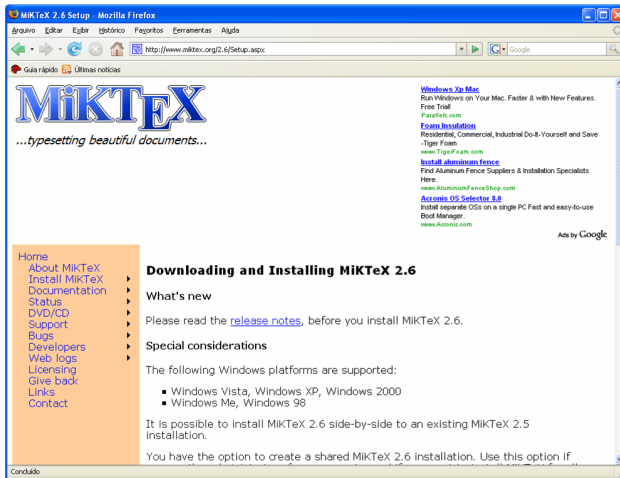 MiKTeX 2.6 Setup - Mozilla Firefox
Arquivo Editar Exibir Histórico Favoritos Ferramentas Ajuda
http://www.miktex.org/2.6/Setup.aspx
Google
Guia rápido Últimas notícias
MiKTEX
...typesetting beautiful documents...
Windows Xp Mac
Run Windows on Your Mac. Faster & with New Features.
Free Trial!
Parallels.com
Foam Insulation
Residential, Commercial, Industrial Do-It-Yourself and Save
-Tiger Foam
www.TigerFoam.com
Install aluminum fence
Find Aluminum Fence Suppliers & Installation Specialists
Here.
www.AluminumFenceShop.com
Acronis OS Selector 8.0
Install separate OSs on a single PC Fast and easy-to-use
Boot Manager.
www.Acronis.com
Ads by Google
Home
About MiKTeX
Install MiKTeX
Documentation
Status
DVD/CD
Support
Bugs
Developers
Web logs
Licensing
Give back
Links
Contact
Downloading and Installing MiKTeX 2.6
What's new
Please read the release notes, before you install MiKTeX 2.6.
Special considerations
The following Windows platforms are supported:
Windows Vista, Windows XP, Windows 2000
Windows Me, Windows 98
It is possible to install MiKTeX 2.6 side-by-side to an existing MiKTeX 2.5
installation.
You have the option to create a shared MiKTeX 2.6 installation. Use this option if
Concluído